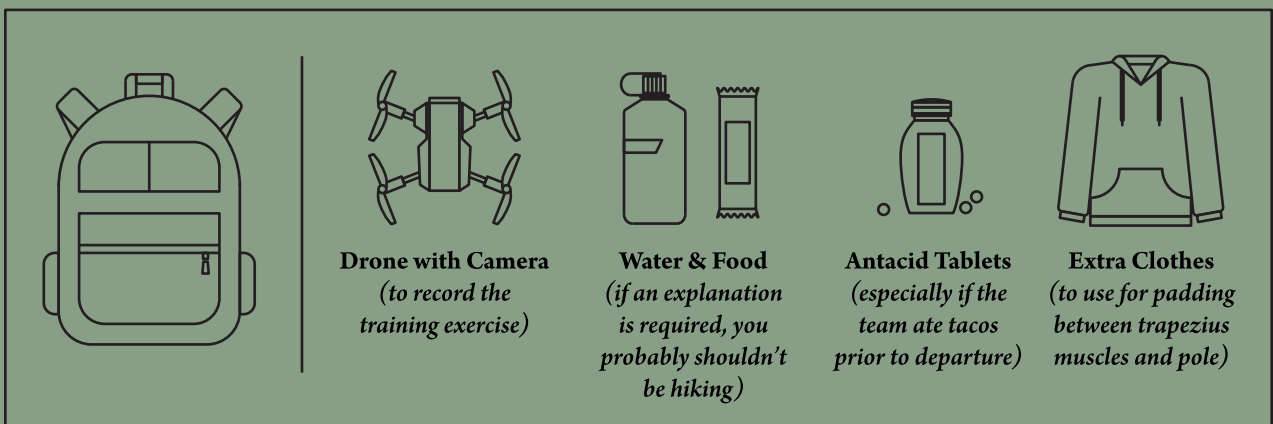 Drone with Camera
(to record the
training exercise)
Water & Food
(if an explanation
is required, you
probably shouldn't
be hiking)
Antacid Tablets
(especially if the
team ate tacos
prior to departure)
Extra Clothes
(to use for padding
between trapezius
muscles and pole)